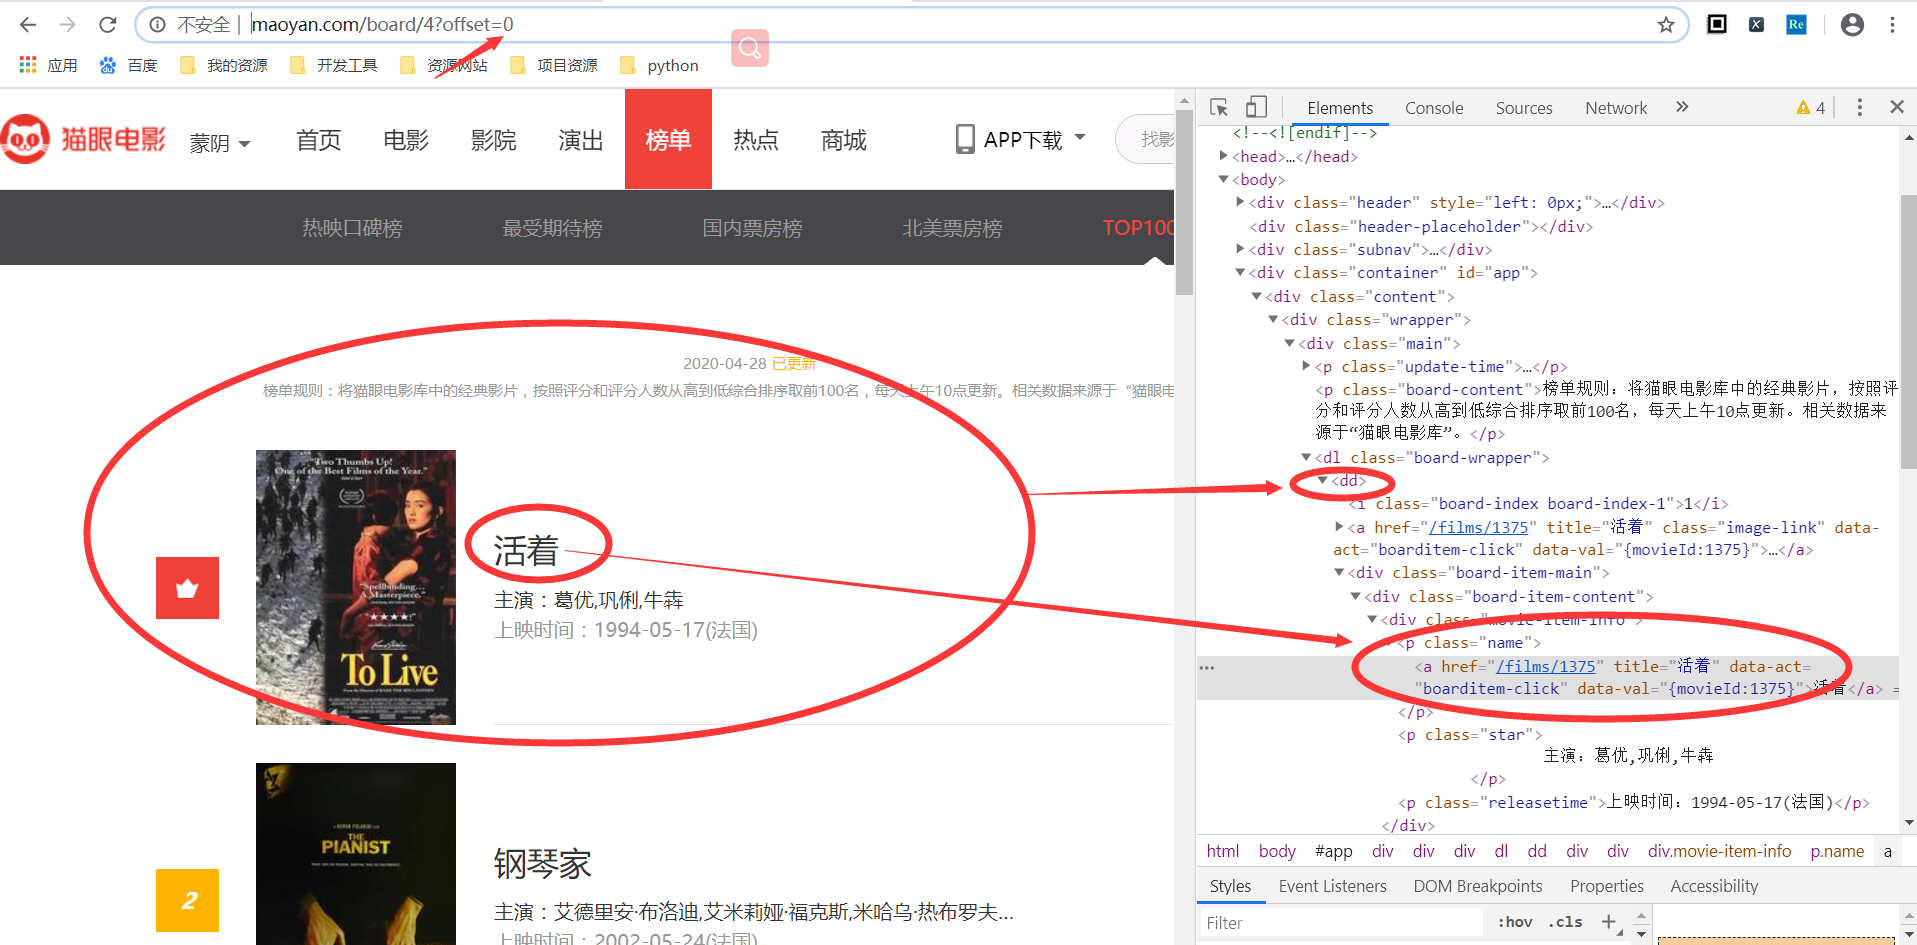 不安全 | maoyan.com/board/4?offset=0
Re
应用 百度 我的资源 开发工具 资源网站 项目资源 python
猫眼电影 蒙阴 首页 电影 影院 演出 榜单 热点 商城 APP下载 找影
热映口碑榜 最受期待榜 国内票房榜 北美票房榜 TOP100
2020-04-28 已更新
榜单规则：将猫眼电影库中的经典影片，按照评分和评分人数从高到低综合排序取前100名，每天上午10点更新。相关数据来源于“猫眼电
"Two Thumbs Up!
One of the Best Films of the Year."
"Spellbinding...
A Masterpiece."
★★★★!
To Live
活着
主演：葛优,巩俐,牛犇
上映时间：1994-05-17(法国)
THE
PIANIST
2
钢琴家
主演：艾德里安·布洛迪,艾米莉娅·福克斯,米哈乌·热布罗夫...
上映时间：2002-05-24(法国)
Elements Console Sources Network » 4
<!--<![endif]-->
<head>…</head>
<body>
<div class="header" style="left: 0px;">…</div>
<div class="header-placeholder"></div>
<div class="subnav">…</div>
<div class="container" id="app">
<div class="content">
<div class="wrapper">
<div class="main">
<p class="update-time">…</p>
<p class="board-content">榜单规则：将猫眼电影库中的经典影片，按照评
分和评分人数从高到低综合排序取前100名，每天上午10点更新。相关数据来
源于“猫眼电影库”。</p>
<dl class="board-wrapper">
<dd>
<i class="board-index board-index-1">1</i>
<a href="/films/1375" title="活着" class="image-link" data-
act="boarditem-click" data-val="{movieId:1375}">…</a>
<div class="board-item-main">
<div class="board-item-content">
<div class="movie-item-info">
<p class="name">
<a href="/films/1375" title="活着" data-act=
"boarditem-click" data-val="{movieId:1375}">活着</a> =
</p>
<p class="star">
主演：葛优,巩俐,牛犇
</p>
<p class="releasetime">上映时间：1994-05-17(法国)</p>
</div>
html body #app div div div dl dd div div div.movie-item-info p.name a
Styles Event Listeners DOM Breakpoints Properties Accessibility
Filter :hov .cls +